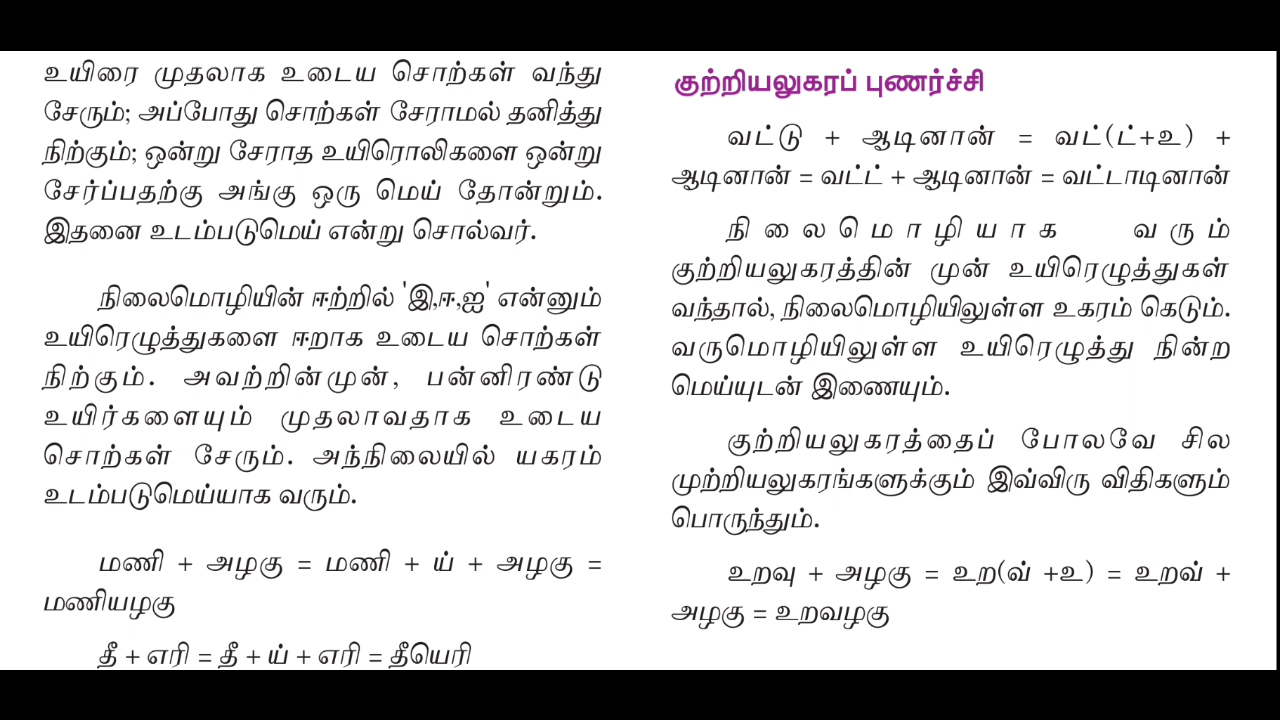 உயிரை முதலாக உடைய சொற்கள் வந்து
சேரும்; அப்போது சொற்கள் சேராமல் தனித்து
நிற்கும்; ஒன்று சேராத உயிரொலிகளை ஒன்று
சேர்ப்பதற்கு அங்கு ஒரு மெய் தோன்றும்.
இதனை உடம்படுமெய் என்று சொல்வர்.
நிலைமொழியின் ஈற்றில் 'இ,ஈ,ஐ' என்னும்
உயிரெழுத்துகளை ஈறாக உடைய சொற்கள்
நிற்கும். அவற்றின்முன், பன்னிரண்டு
உயிர்களையும் முதலாவதாக உடைய
சொற்கள் சேரும். அந்நிலையில் யகரம்
உடம்படுமெய்யாக வரும்.
மணி + அழகு = மணி + ய் + அழகு =
மணியழகு
தீ + எரி = தீ + ய் + எரி = தீயெரி
குற்றியலுகரப் புணர்ச்சி
வட்டு + ஆடினான் = வட்(ட்+உ) +
ஆடினான் = வட்ட் + ஆடினான் = வட்டாடினான்
நிலைமொழியாக வரும்
குற்றியலுகரத்தின் முன் உயிரெழுத்துகள்
வந்தால், நிலைமொழியிலுள்ள உகரம் கெடும்.
வருமொழியிலுள்ள உயிரெழுத்து நின்ற
மெய்யுடன் இணையும்.
குற்றியலுகரத்தைப் போலவே சில
முற்றியலுகரங்களுக்கும் இவ்விரு விதிகளும்
பொருந்தும்.
உறவு + அழகு = உற(வ் +உ) = உறவ் +
அழகு = உறவழகு